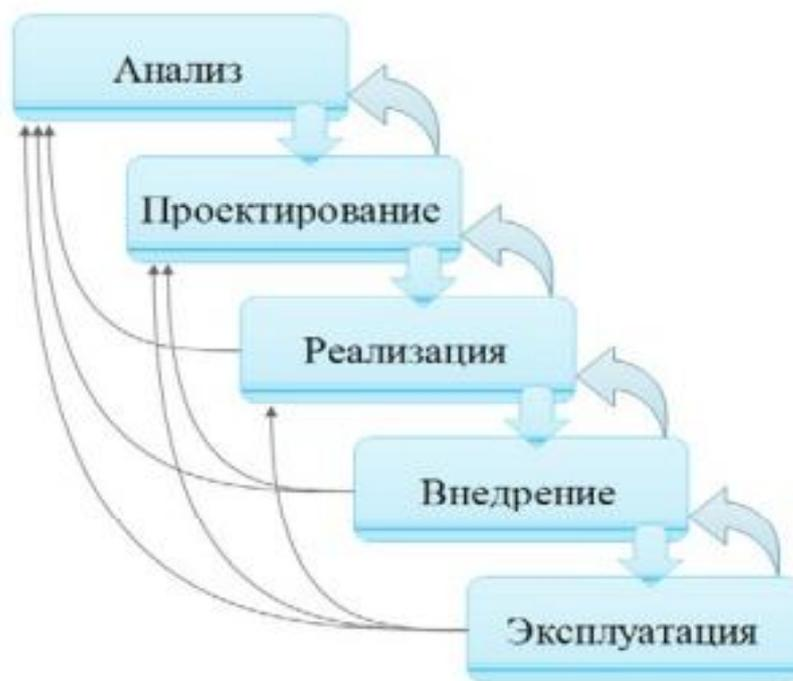 Анализ
Проектирование
Реализация
Внедрение
Эксплуатация